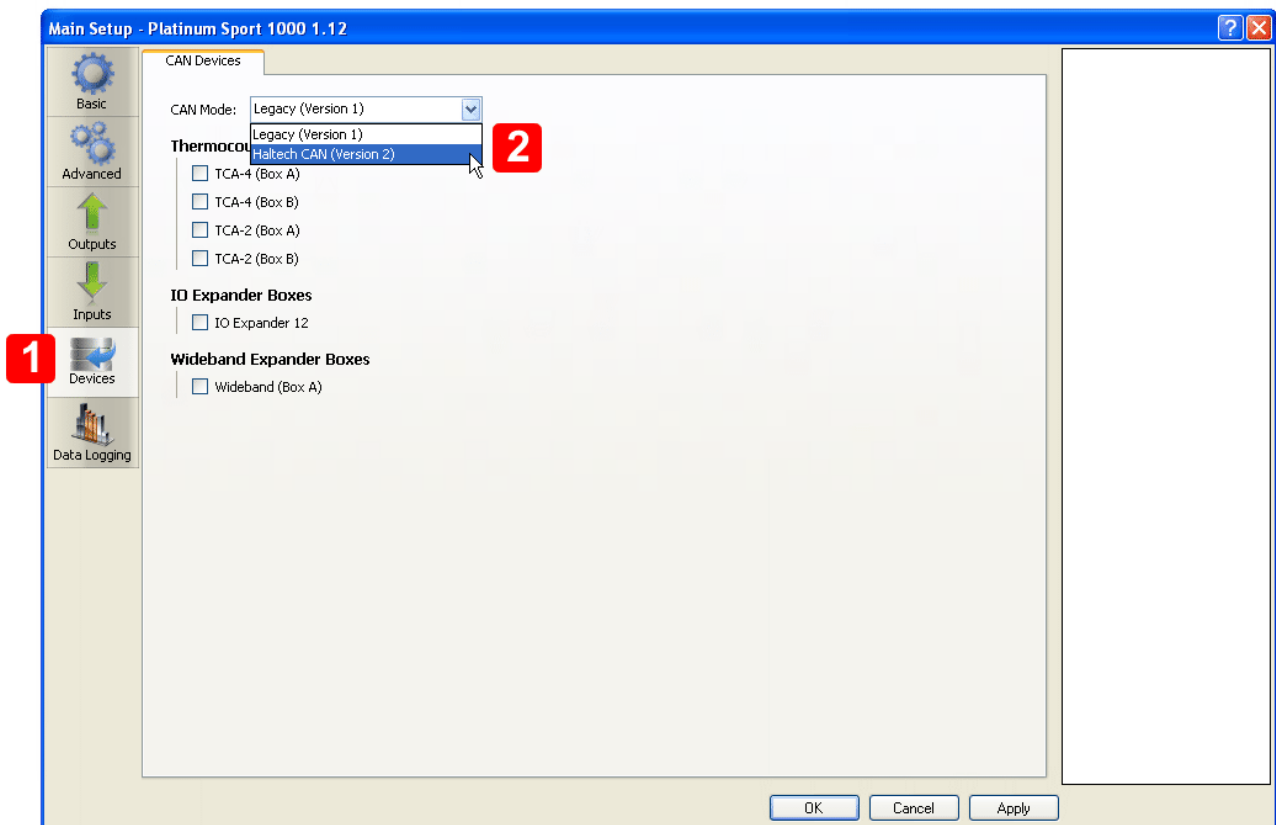 Main Setup - Platinum Sport 1000 1.12
CAN Devices
Basic
Advanced
Outputs
Inputs
1
Devices
Data Logging
CAN Mode: Legacy (Version 1)
Legacy (Version 1)
Haltech CAN (Version 2)
2
TCA-4 (Box A)
TCA-4 (Box B)
TCA-2 (Box A)
TCA-2 (Box B)
IO Expander Boxes
IO Expander 12
Wideband Expander Boxes
Wideband (Box A)
OK Cancel Apply